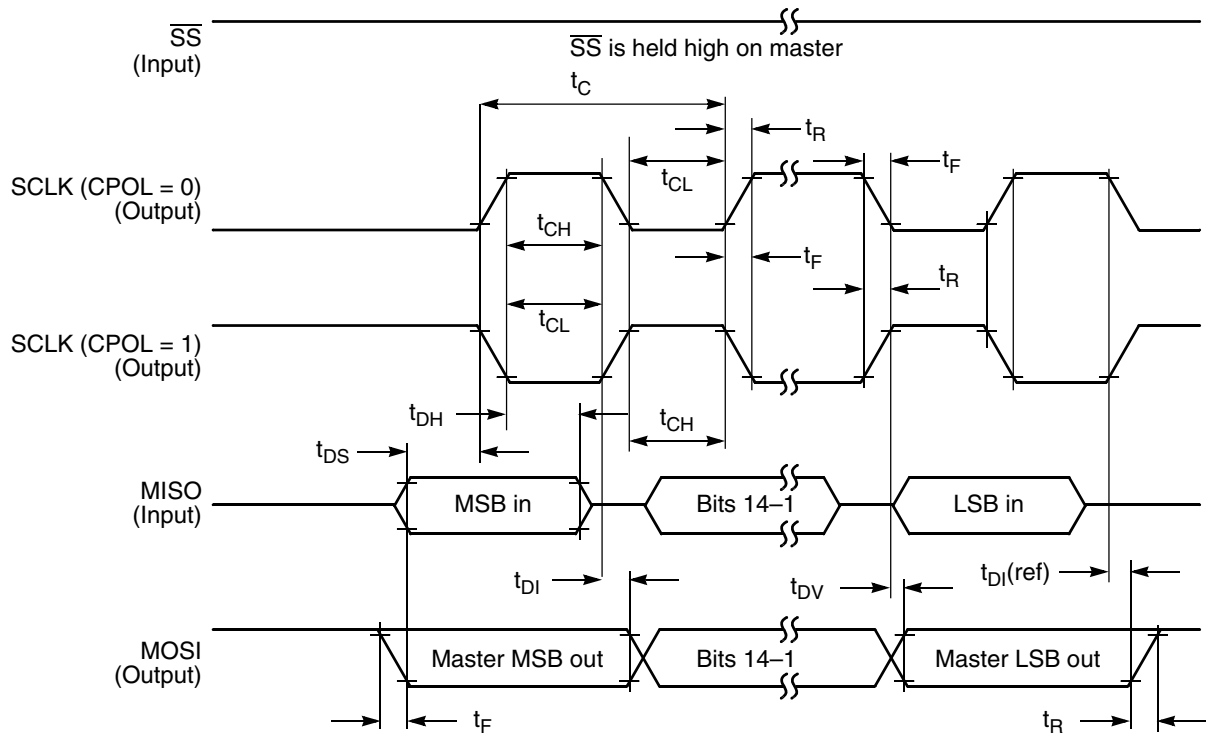 SS
(Input)
SS is held high on master
tC
tR
tF
SCLK (CPOL = 0)
(Output)
tCL
tCH
tF
tR
tCL
SCLK (CPOL = 1)
(Output)
tDH
tCH
tDS
MISO
(Input)
MSB in
Bits 14–1
LSB in
tDI
tDV
tDI(ref)
MOSI
(Output)
Master MSB out
Bits 14–1
Master LSB out
tF
tR